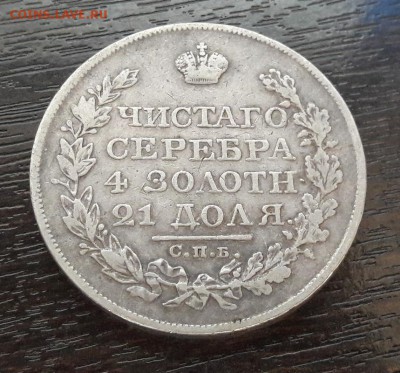 COINS.LAVE.RU
ЧИСТАГО
СЕРЕБРА
4 ЗОЛОТН·
21 ДОЛЯ.
С.П.Б.